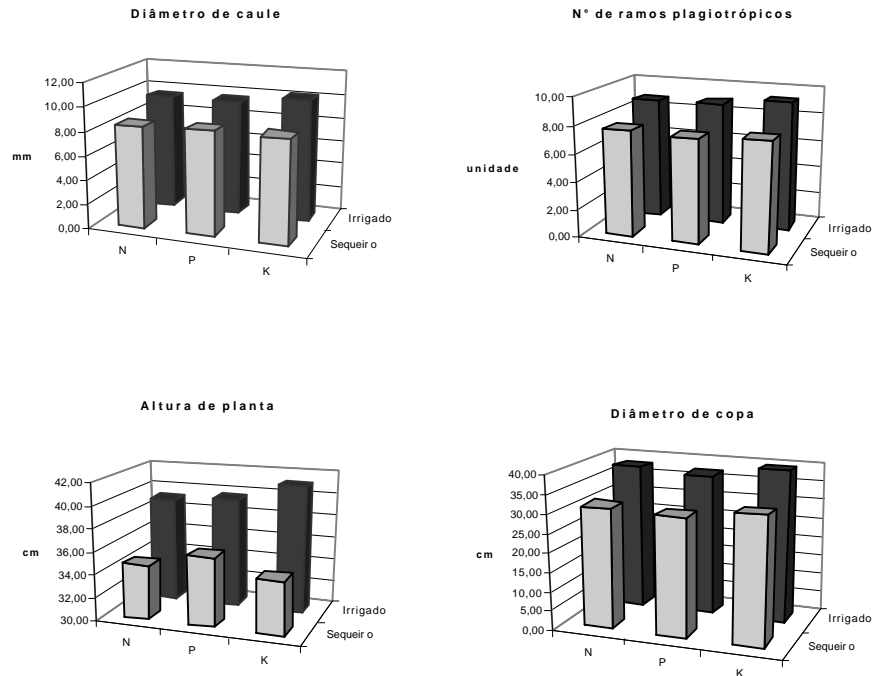 Diâmetro de caule
12,00
10,00
8,00
6,00
4,00
2,00
0,00
mm
N
P
K
Irrigado
Sequeir o
N° de ramos plagiotrópicos
10,00
8,00
6,00
4,00
2,00
0,00
unidade
N
P
K
Irrigado
Sequeir o
Altura de planta
42,00
40,00
38,00
36,00
34,00
32,00
30,00
cm
N
P
K
Irrigado
Sequeir o
Diâmetro de copa
40,00
35,00
30,00
25,00
20,00
15,00
10,00
5,00
0,00
cm
N
P
K
Irrigado
Sequeir o